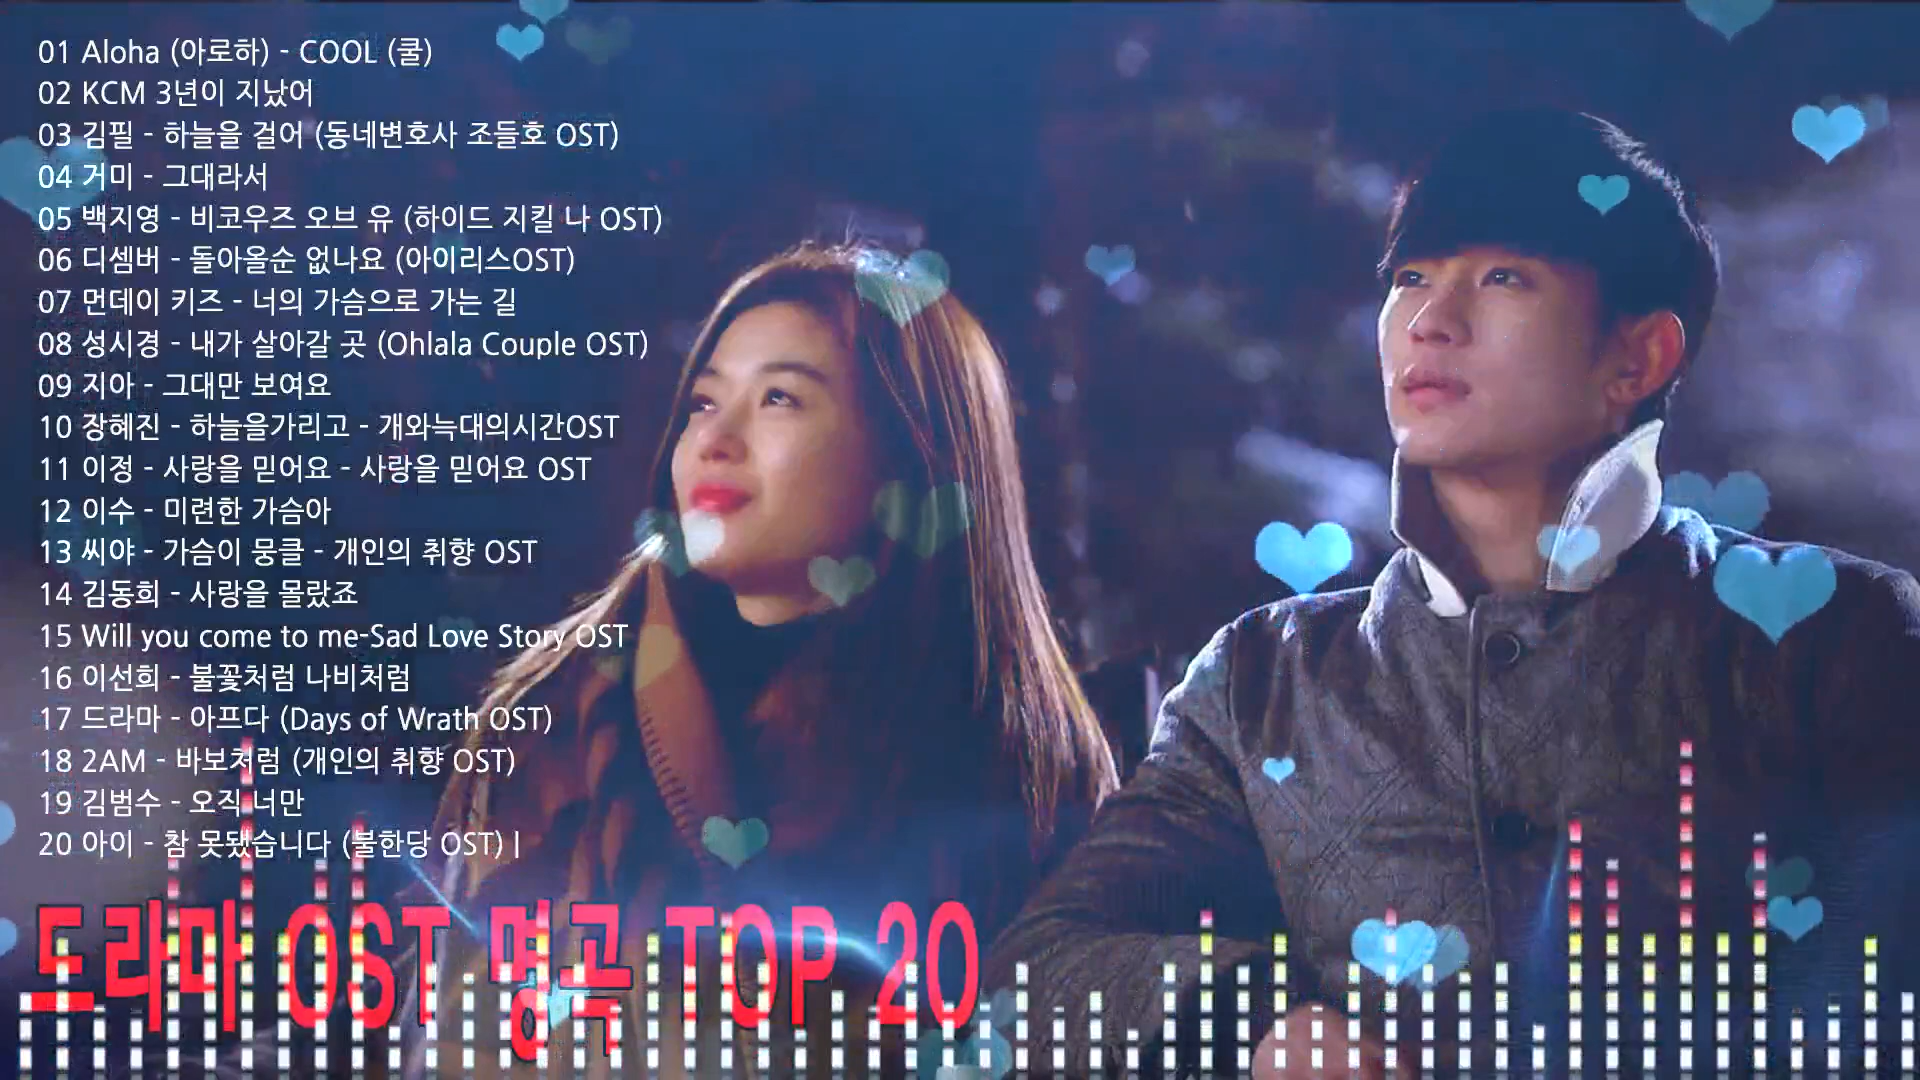 01 Aloha (아로하) - COOL (쿨)
02 KCM 3년이 지났어
03 김필 - 하늘을 걸어 (동네변호사 조들호 OST)
04 거미 - 그대라서
05 백지영 - 비코우즈 오브 유 (하이드 지킬 나 OST)
06 디셈버 - 돌아올순 없나요 (아이리스OST)
07 먼데이 키즈 - 너의 가슴으로 가는 길
08 성시경 - 내가 살아갈 곳 (Ohlala Couple OST)
09 지아 - 그대만 보여요
10 장혜진 - 하늘을가리고 - 개와늑대의시간OST
11 이정 - 사랑을 믿어요 - 사랑을 믿어요 OST
12 이수 - 미련한 가슴아
13 씨야 - 가슴이 뭉클 - 개인의 취향 OST
14 김동희 - 사랑을 몰랐죠
15 Will you come to me-Sad Love Story OST
16 이선희 - 불꽃처럼 나비처럼
17 드라마 - 아프다 (Days of Wrath OST)
18 2AM - 바보처럼 (개인의 취향 OST)
19 김범수 - 오직 너만
20 아이 - 참 못됐습니다 (불한당 OST) |
도라마 OST 명곡 TOP 20